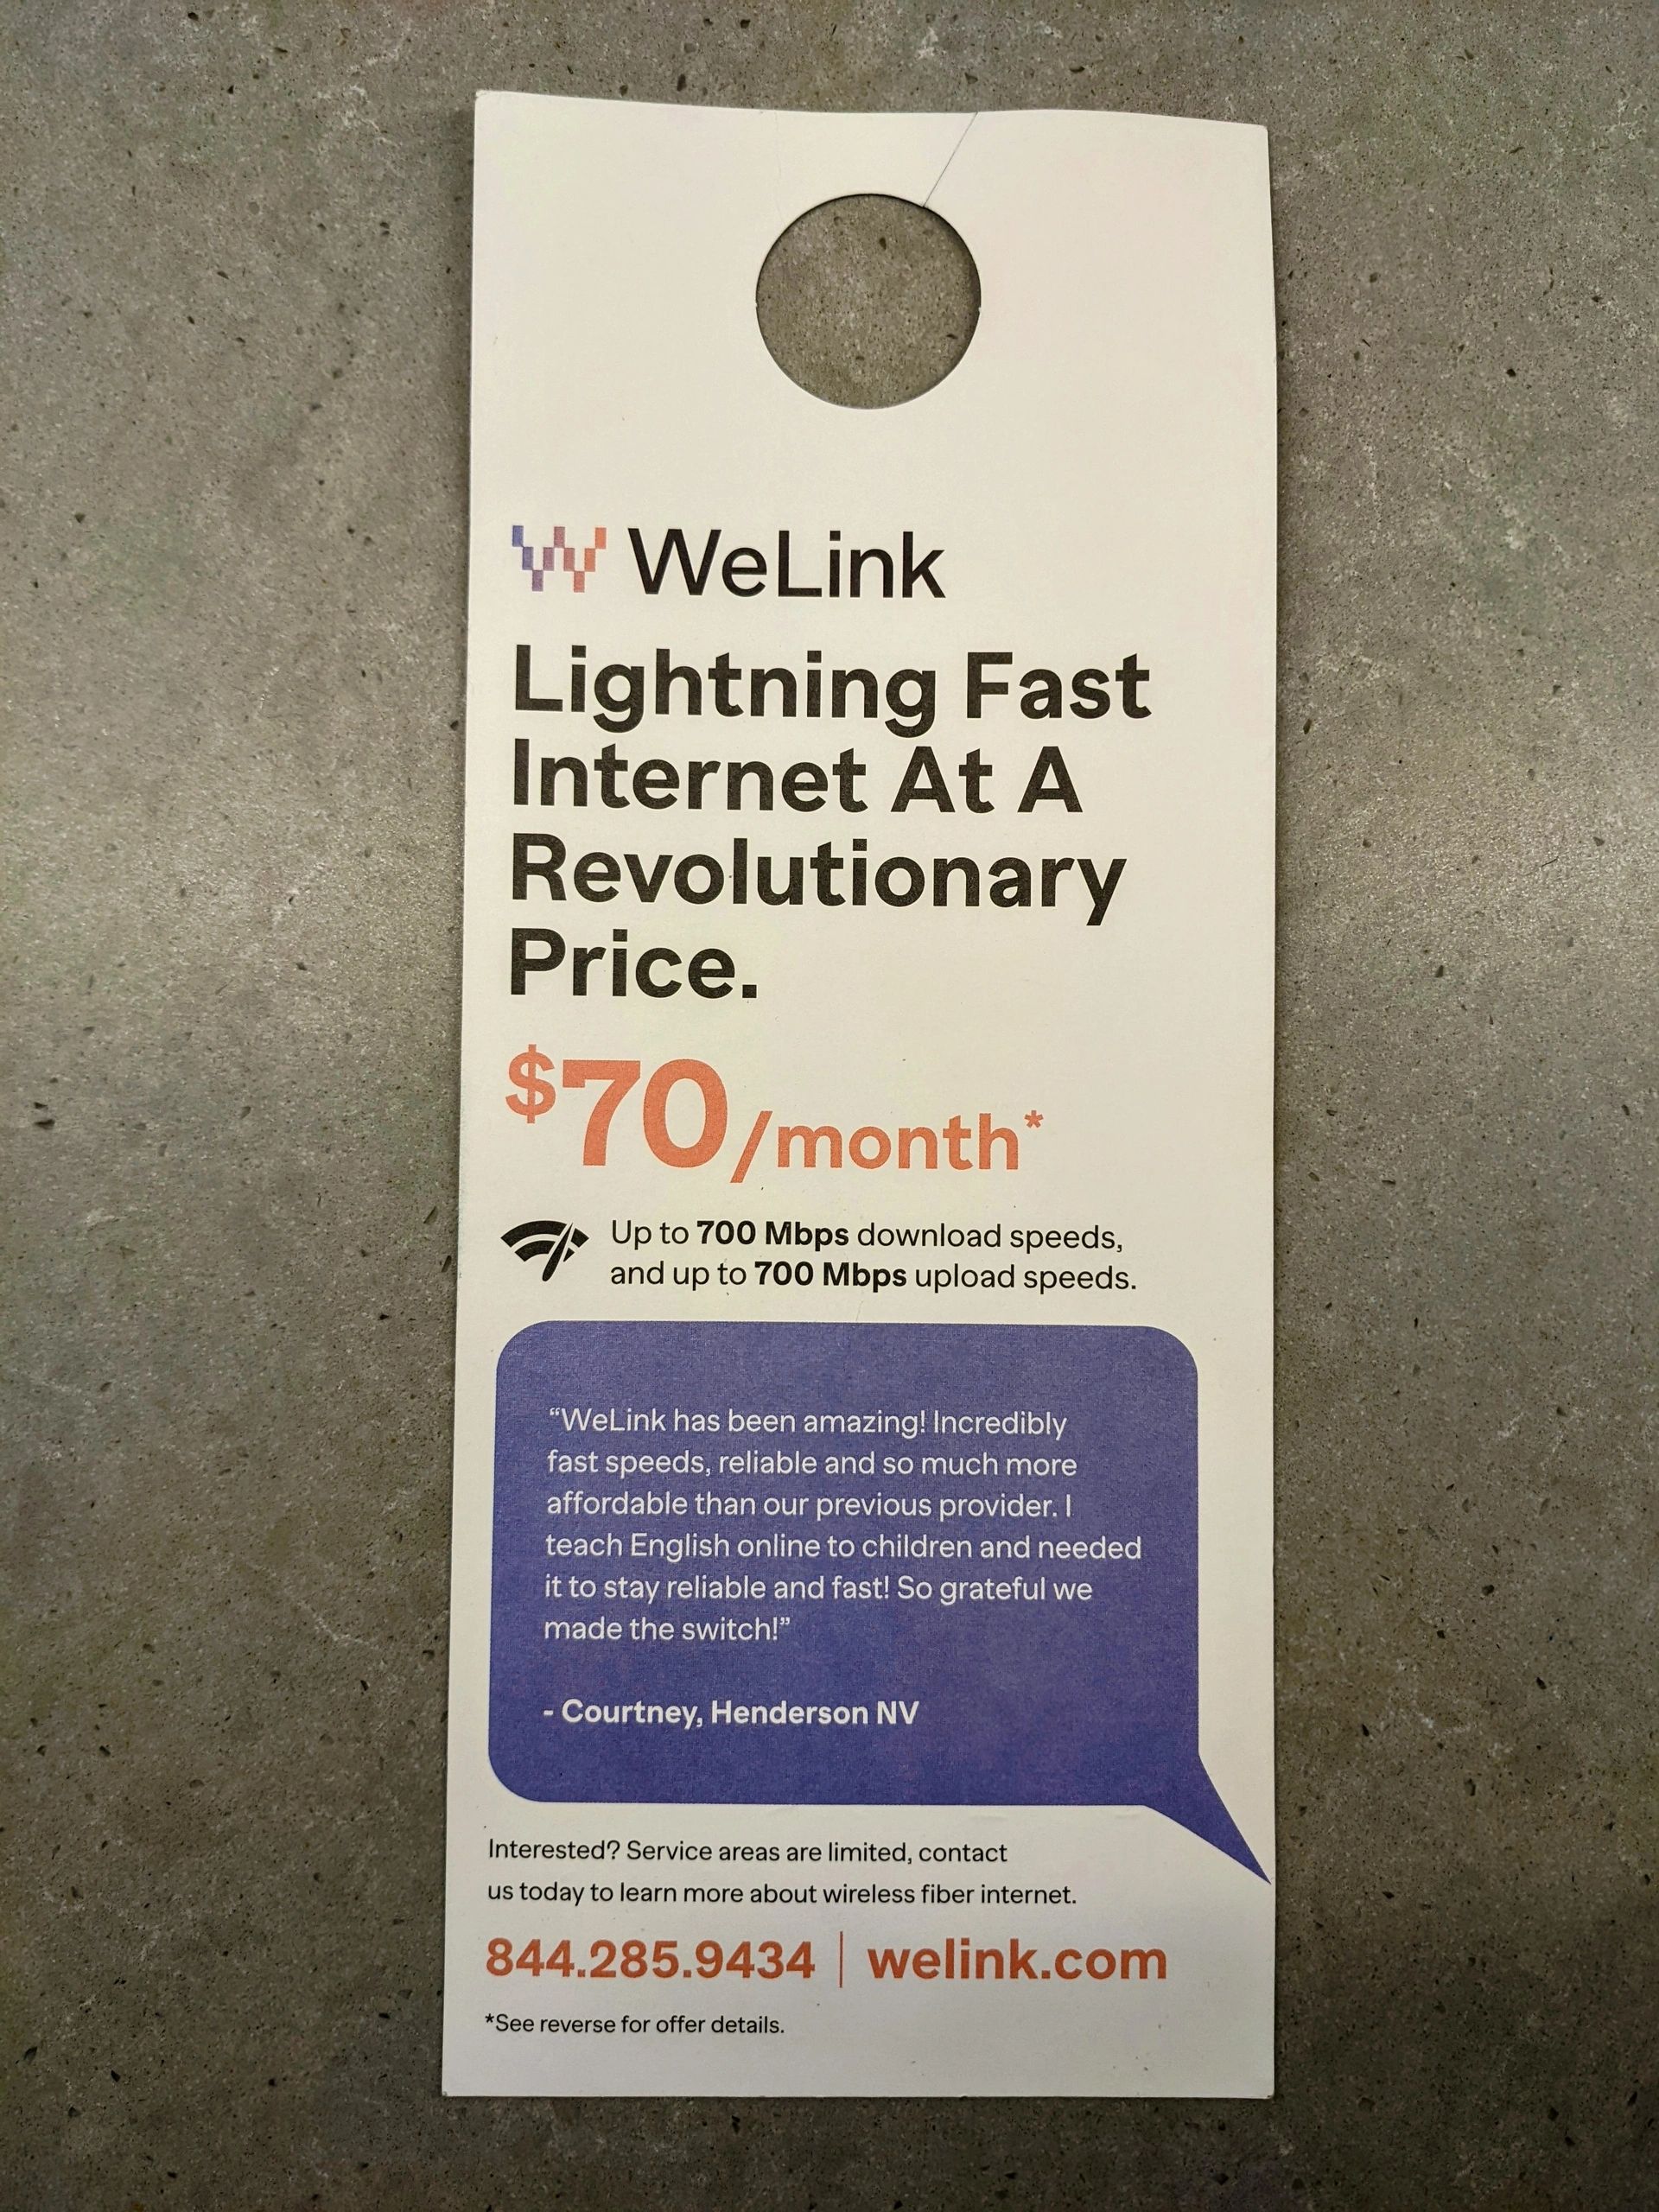 WeLink
Lightning Fast
Internet At A
Revolutionary
Price.
$70/month*
Up to 700 Mbps download speeds,
and up to 700 Mbps upload speeds.
“WeLink has been amazing! Incredibly
fast speeds, reliable and so much more
affordable than our previous provider. I
teach English online to children and needed
it to stay reliable and fast! So grateful we
made the switch!”
- Courtney, Henderson NV
Interested? Service areas are limited, contact
us today to learn more about wireless fiber internet.
844.285.9434 | welink.com
*See reverse for offer details.